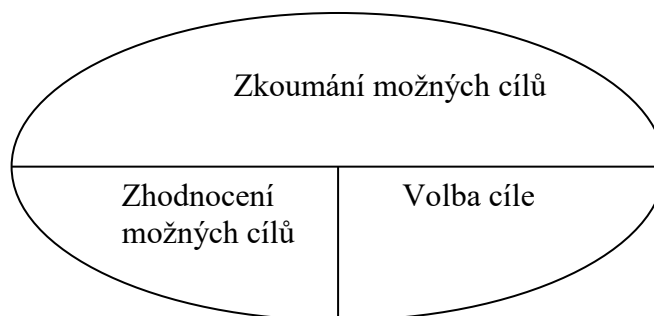 Zkoumání možných cílů
Zhodnocení
možných cílů
Volba cíle